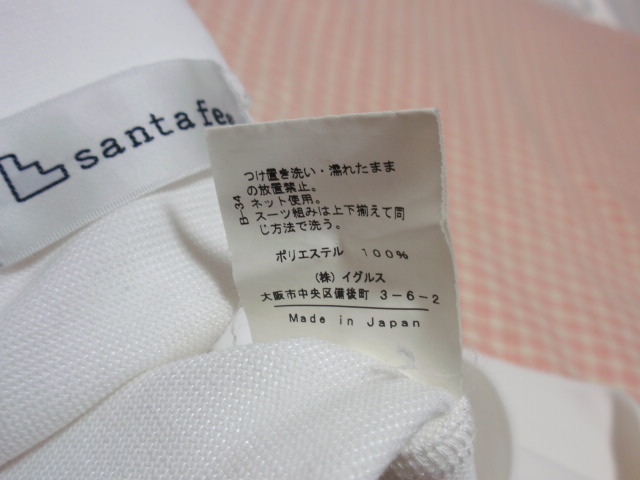 santafe®
つけ置き洗い・濡れたまま
の放置禁止。
ネット使用。
スーツ組みは上下揃えて同
じ方法で洗う。
B-34
ポリエステル 100%
(株) イグルス
大阪市中央区備後町 3-6-2
Made in Japan